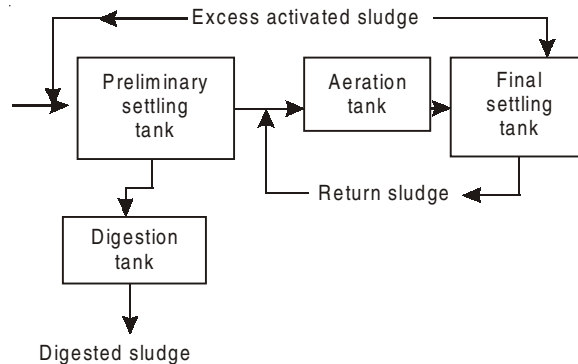 Excess activated sludge
Preliminary
settling
tank
Aeration
tank
Final
settling
tank
Return sludge
Digestion
tank
Digested sludge